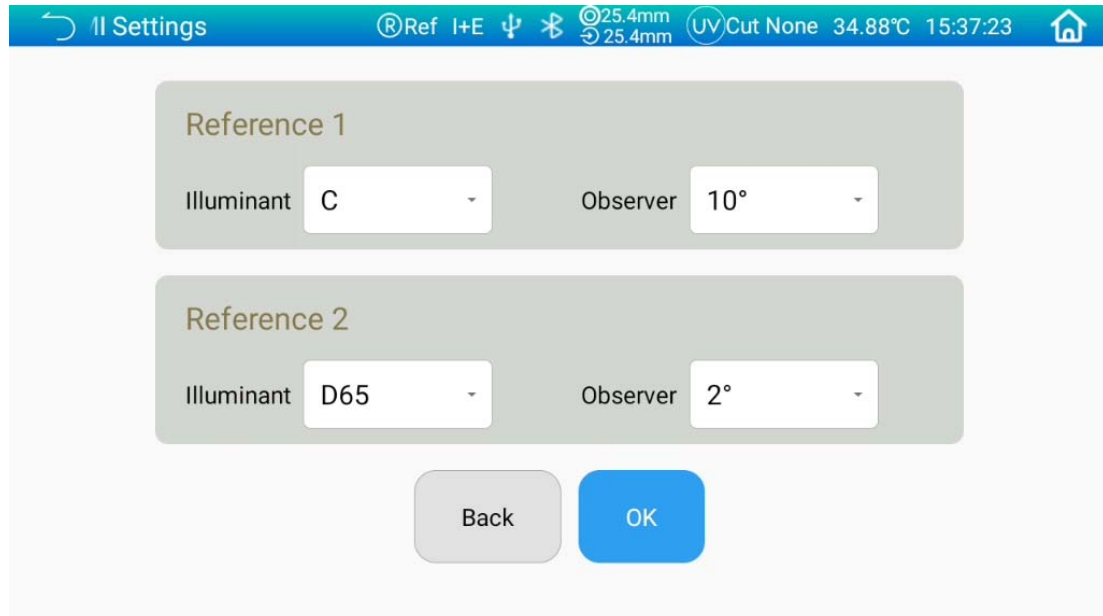 Settings ®Ref I+E 25.4mm UV Cut None 34.88℃ 15:37:23
25.4mm
Reference 1
Illuminant C Observer 10°
Reference 2
Illuminant D65 Observer 2°
Back OK